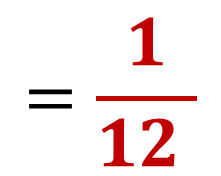 = 1/12